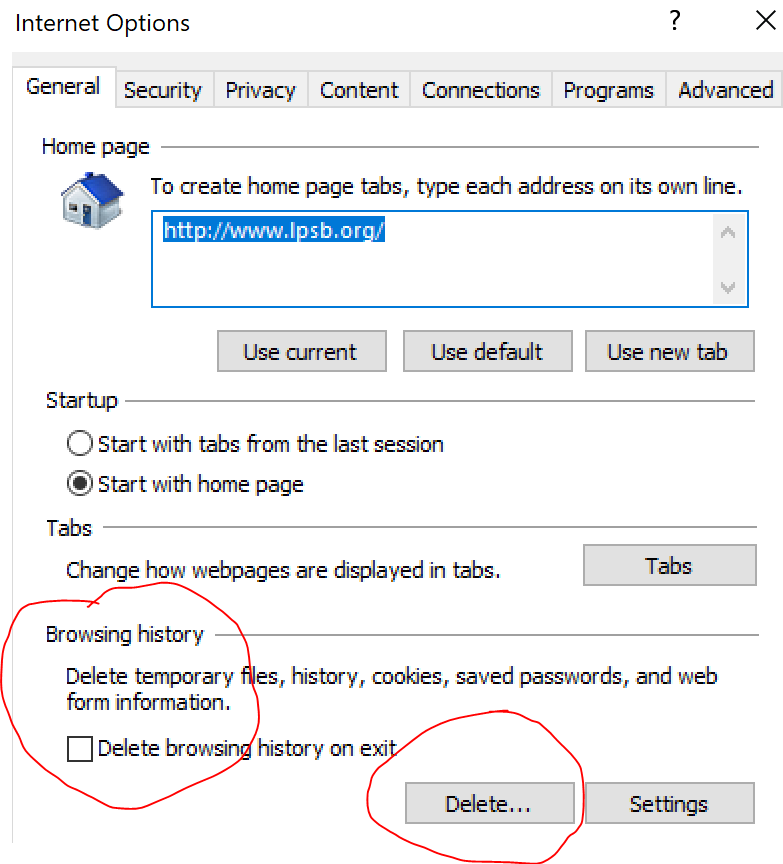 Internet Options ?
General Security Privacy Content Connections Programs Advanced
Home page
To create home page tabs, type each address on its own line.
http://www.lpsb.org/
Use current Use default Use new tab
Startup
Start with tabs from the last session
Start with home page
Tabs
Change how webpages are displayed in tabs. Tabs
Browsing history
Delete temporary files, history, cookies, saved passwords, and web
form information.
Delete browsing history on exit
Delete... Settings